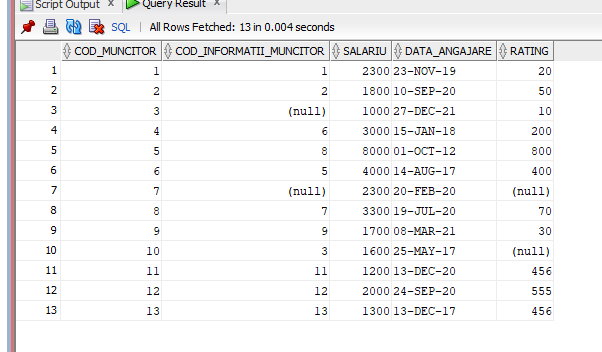 Script Output x Query Result x
SQL | All Rows Fetched: 13 in 0.004 seconds
COD_MUNCITOR COD_INFORMATII_MUNCITOR SALARIU DATA_ANGAJARE RATING
1 1 1 2300 23-NOV-19 20
2 2 2 1800 10-SEP-20 50
3 3 (null) 1000 27-DEC-21 10
4 4 6 3000 15-JAN-18 200
5 5 8 8000 01-OCT-12 800
6 6 5 4000 14-AUG-17 400
7 7 (null) 2300 20-FEB-20 (null)
8 8 7 3300 19-JUL-20 70
9 9 9 1700 08-MAR-21 30
10 10 3 1600 25-MAY-17 (null)
11 11 11 1200 13-DEC-20 456
12 12 12 2000 24-SEP-20 555
13 13 13 1300 13-DEC-17 456